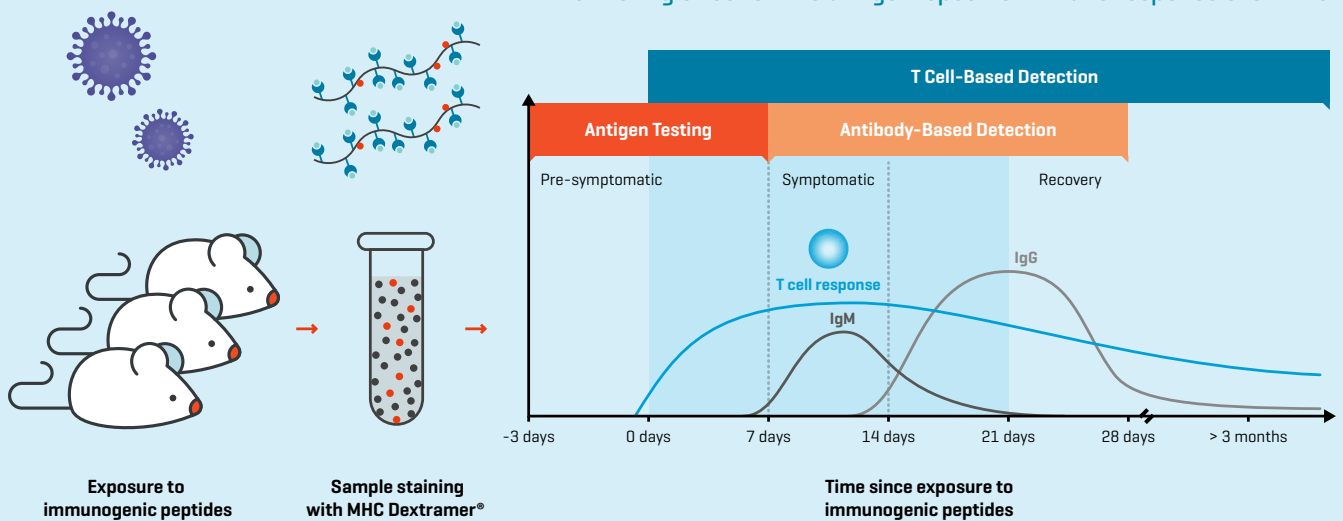 T Cell-Based Detection
Antigen Testing
Antibody-Based Detection
Pre-symptomatic
Symptomatic
Recovery
IgG
T cell response
IgM
-3 days
0 days
7 days
14 days
21 days
28 days
> 3 months
Exposure to
immunogenic peptides
Sample staining
with MHC Dextramer®
Time since exposure to
immunogenic peptides